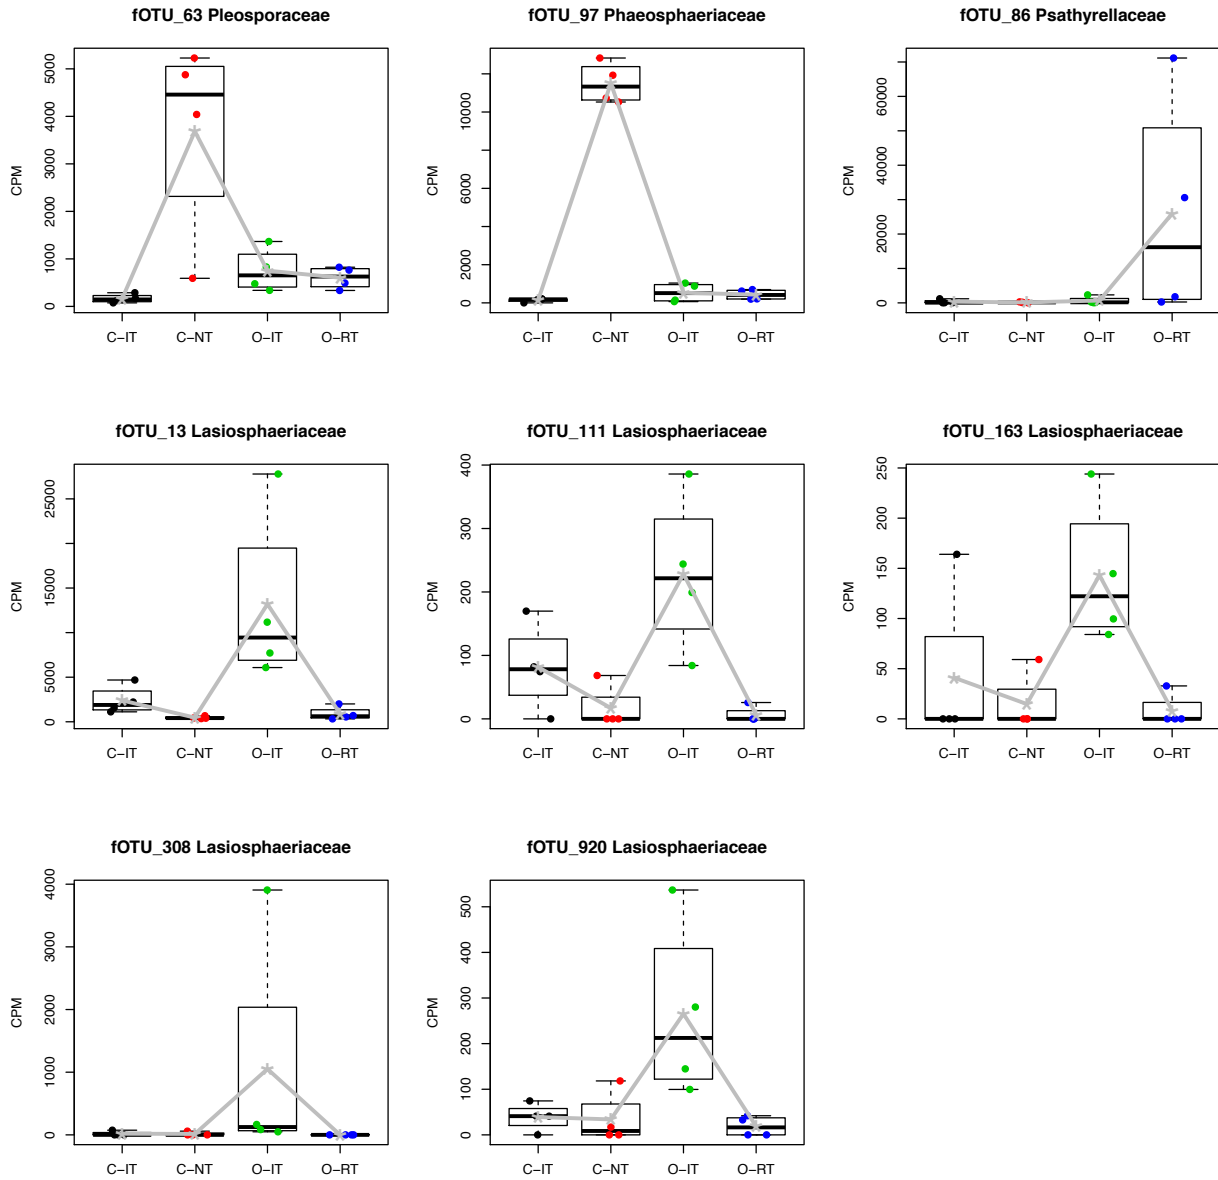 fOTU_63 Pleosporaceae
CPM
5000
4000
3000
2000
1000
0
C−IT C−NT O−IT O−RT
fOTU_97 Phaeosphaeriaceae
CPM
10000
6000
2000
0
C−IT C−NT O−IT O−RT
fOTU_86 Psathyrellaceae
CPM
60000
40000
20000
0
C−IT C−NT O−IT O−RT
fOTU_13 Lasiosphaeriaceae
CPM
25000
15000
5000
0
C−IT C−NT O−IT O−RT
fOTU_111 Lasiosphaeriaceae
CPM
400
300
200
100
0
C−IT C−NT O−IT O−RT
fOTU_163 Lasiosphaeriaceae
CPM
250
200
150
100
50
0
C−IT C−NT O−IT O−RT
fOTU_308 Lasiosphaeriaceae
CPM
4000
3000
2000
1000
0
C−IT C−NT O−IT O−RT
fOTU_920 Lasiosphaeriaceae
CPM
500
400
300
200
100
0
C−IT C−NT O−IT O−RT